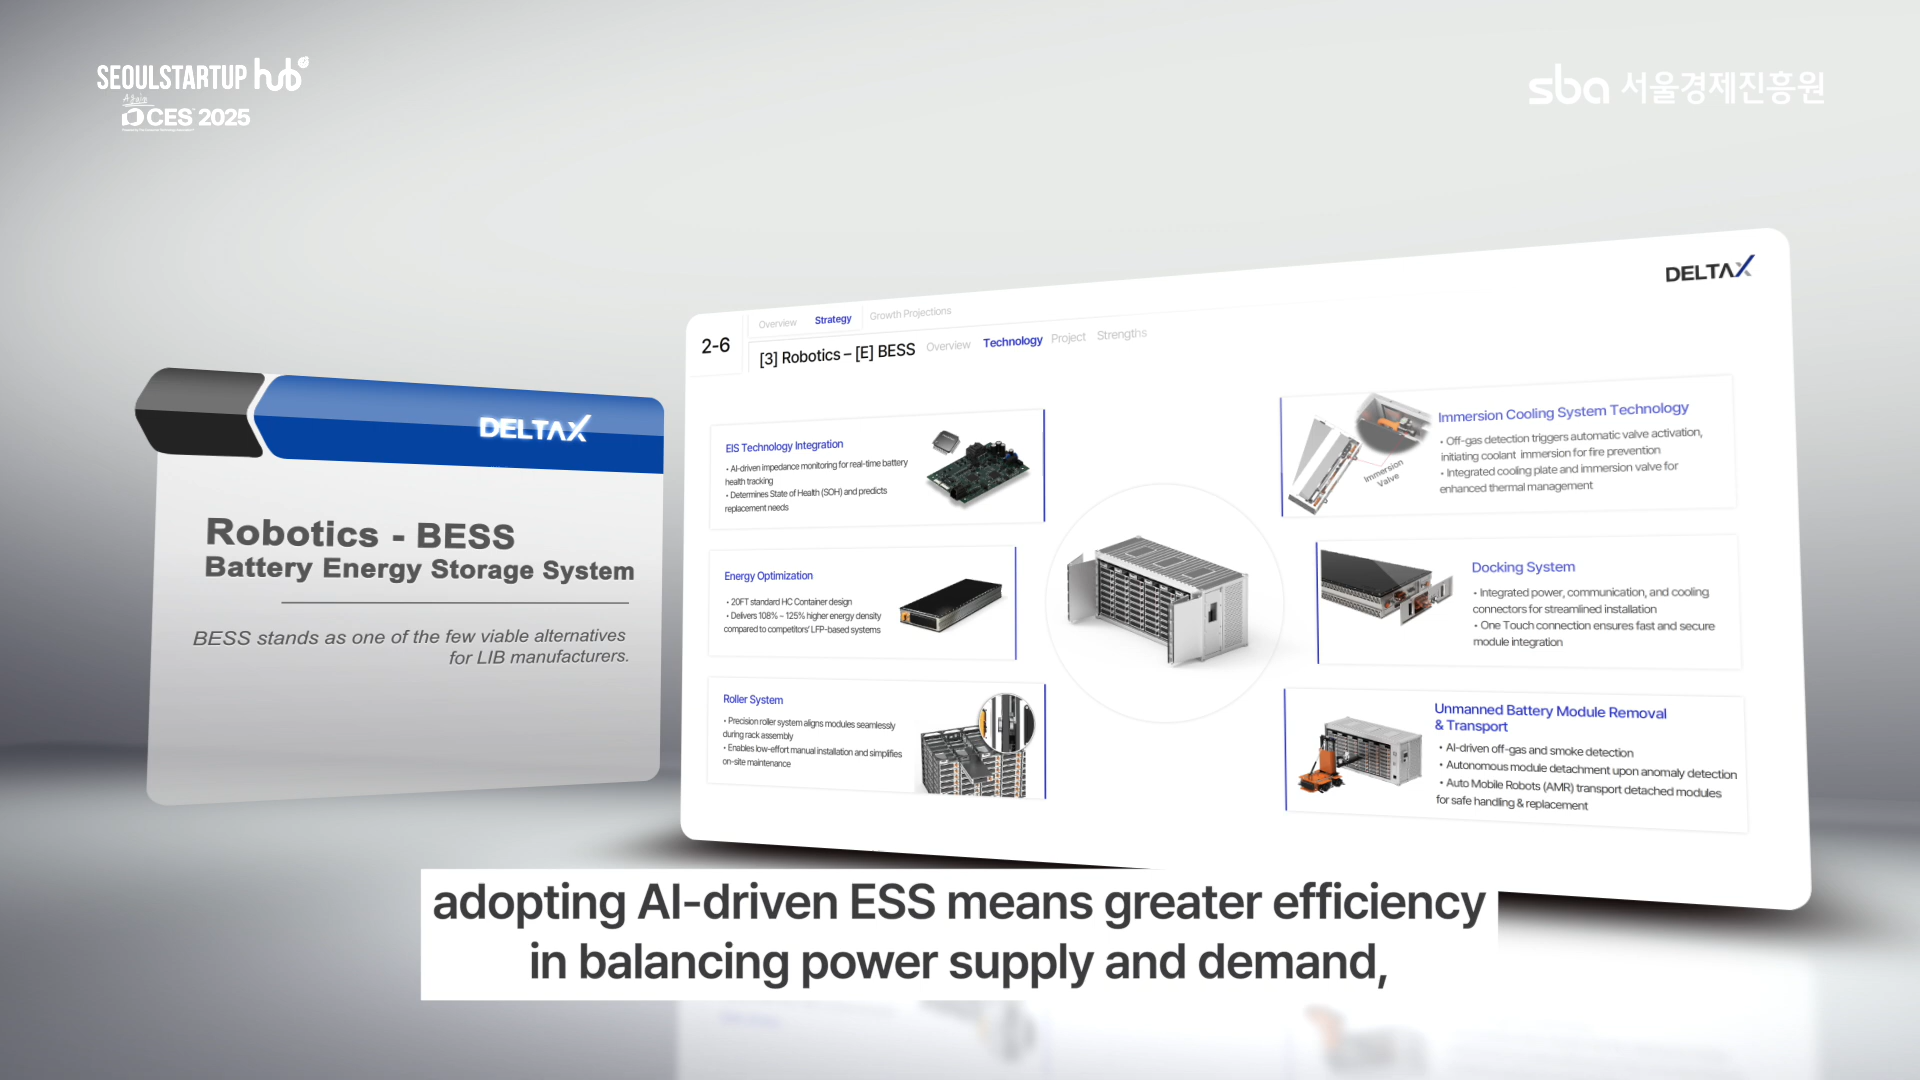 SEOULSTARTUP hub
Again
CES 2025
sba 서울경제진흥원
DELTAX
Robotics - BESS
Battery Energy Storage System
BESS stands as one of the few viable alternatives
for LIB manufacturers.
DELTAX
2-6
Overview Strategy Growth Projections
[3] Robotics – [E] BESS Overview Technology Project Strengths
EIS Technology Integration
• AI-driven impedance monitoring for real-time battery
health tracking
• Determines State of Health (SOH) and predicts
replacement needs
Energy Optimization
• 20FT standard HC Container design
• Delivers 108% ~ 125% higher energy density
compared to competitors' LFP-based systems
Roller System
• Precision roller system aligns modules seamlessly
during rack assembly
• Enables low-effort manual installation and simplifies
on-site maintenance
Immersion
Valve
Immersion Cooling System Technology
• Off-gas detection triggers automatic valve activation,
initiating coolant immersion for fire prevention
• Integrated cooling plate and immersion valve for
enhanced thermal management
Docking System
• Integrated power, communication, and cooling
connectors for streamlined installation
• One Touch connection ensures fast and secure
module integration
Unmanned Battery Module Removal
& Transport
• AI-driven off-gas and smoke detection
• Autonomous module detachment upon anomaly detection
• Auto Mobile Robots (AMR) transport detached modules
for safe handling & replacement
adopting AI-driven ESS means greater efficiency
in balancing power supply and demand,